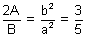 2A/B = b²/a² = 3/5